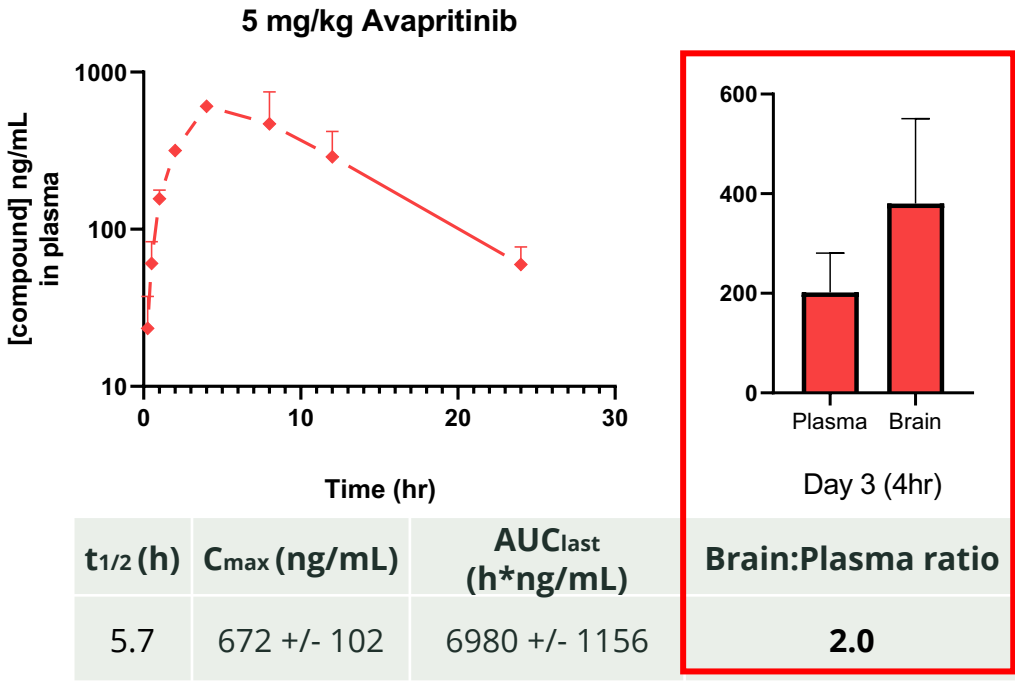 5 mg/kg Avapritinib
[compound] ng/mL
in plasma
1000
100
10
0
10
20
30
Time (hr)
600
400
200
0
Plasma Brain
Day 3 (4hr)
t1/2 (h) Cmax (ng/mL) AUClast (h*ng/mL) Brain:Plasma ratio
5.7 672 +/- 102 6980 +/- 1156 2.0